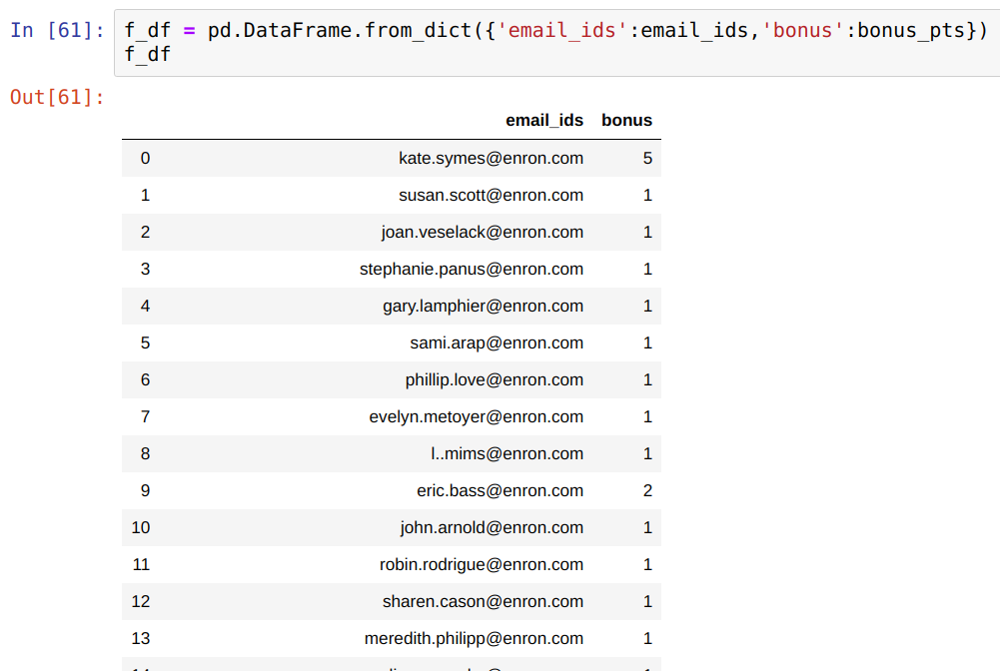 In [61]: f_df = pd.DataFrame.from_dict({'email_ids':email_ids,'bonus':bonus_pts})
f_df
Out[61]:
email_ids bonus
0 kate.symes@enron.com 5
1 susan.scott@enron.com 1
2 joan.veselack@enron.com 1
3 stephanie.panus@enron.com 1
4 gary.lamphier@enron.com 1
5 sami.arap@enron.com 1
6 phillip.love@enron.com 1
7 evelyn.metoyer@enron.com 1
8 l..mims@enron.com 1
9 eric.bass@enron.com 2
10 john.arnold@enron.com 1
11 robin.rodrigue@enron.com 1
12 sharen.cason@enron.com 1
13 meredith.philipp@enron.com 1